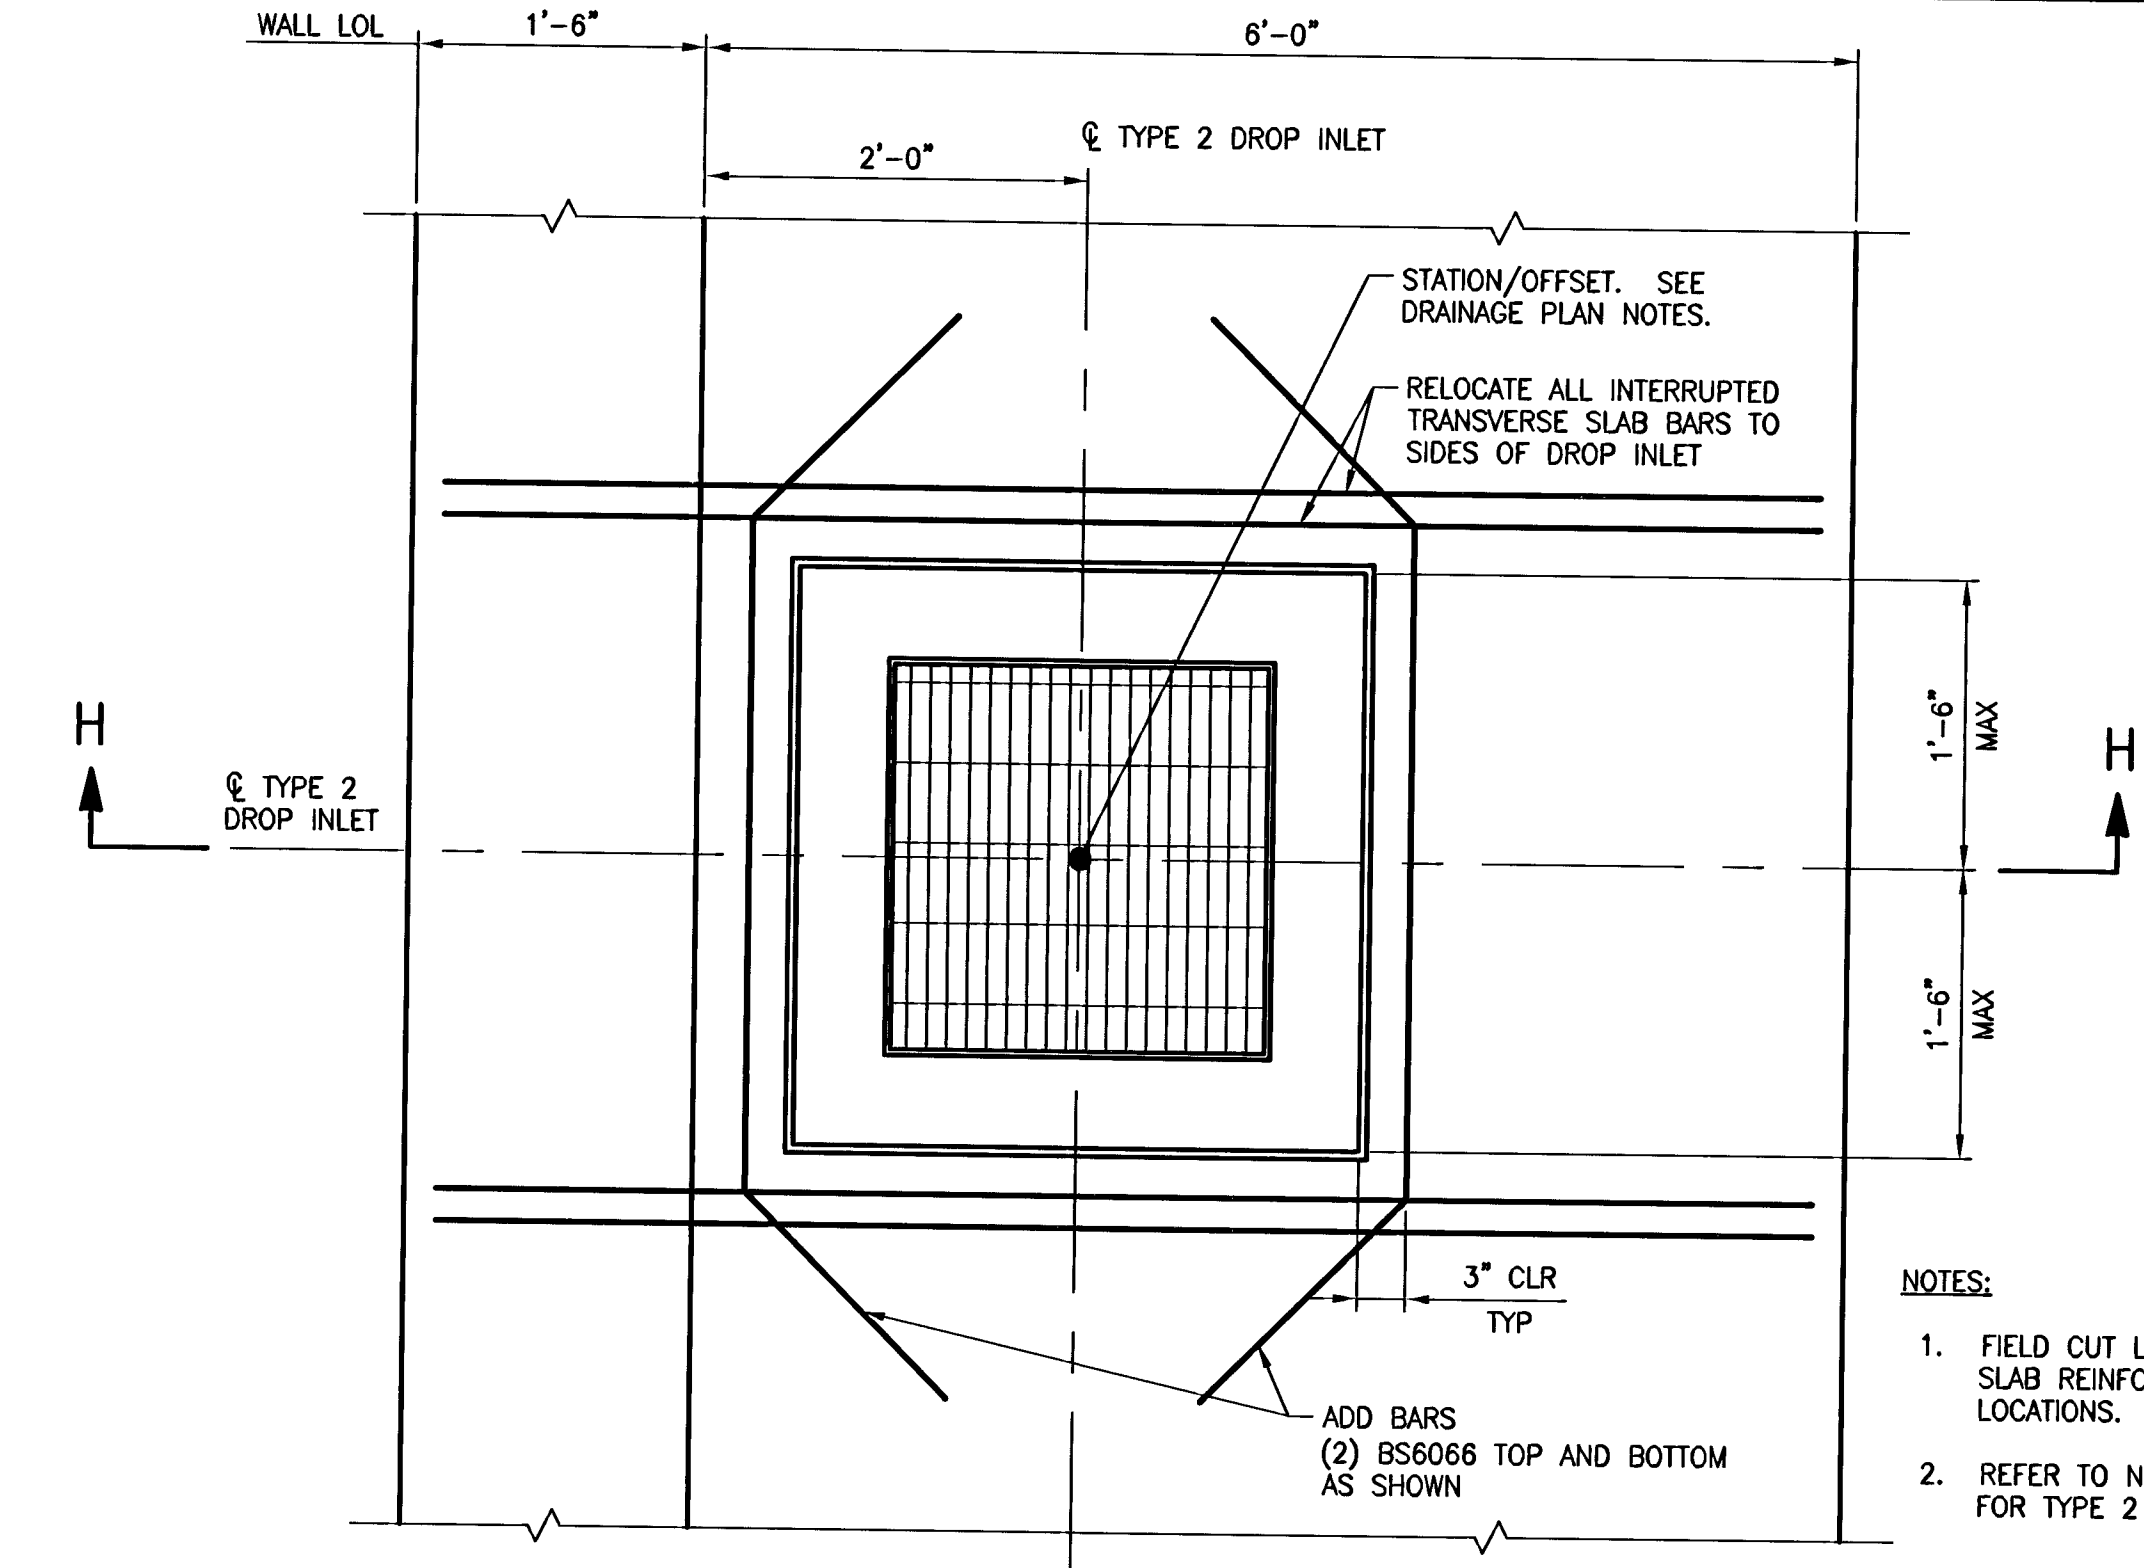 WALL LOL
1'-6"
6'-0"
℄ TYPE 2 DROP INLET
2'-0"
STATION/OFFSET. SEE
DRAINAGE PLAN NOTES.
RELOCATE ALL INTERRUPTED
TRANSVERSE SLAB BARS TO
SIDES OF DROP INLET
H
℄ TYPE 2
DROP INLET
1'-6"
MAX
H
1'-6"
MAX
3" CLR
TYP
ADD BARS
(2) BS6066 TOP AND BOTTOM
AS SHOWN
NOTES:
1. FIELD CUT
SLAB
LOCATIONS.
2. REFER TO
FOR TYPE 2